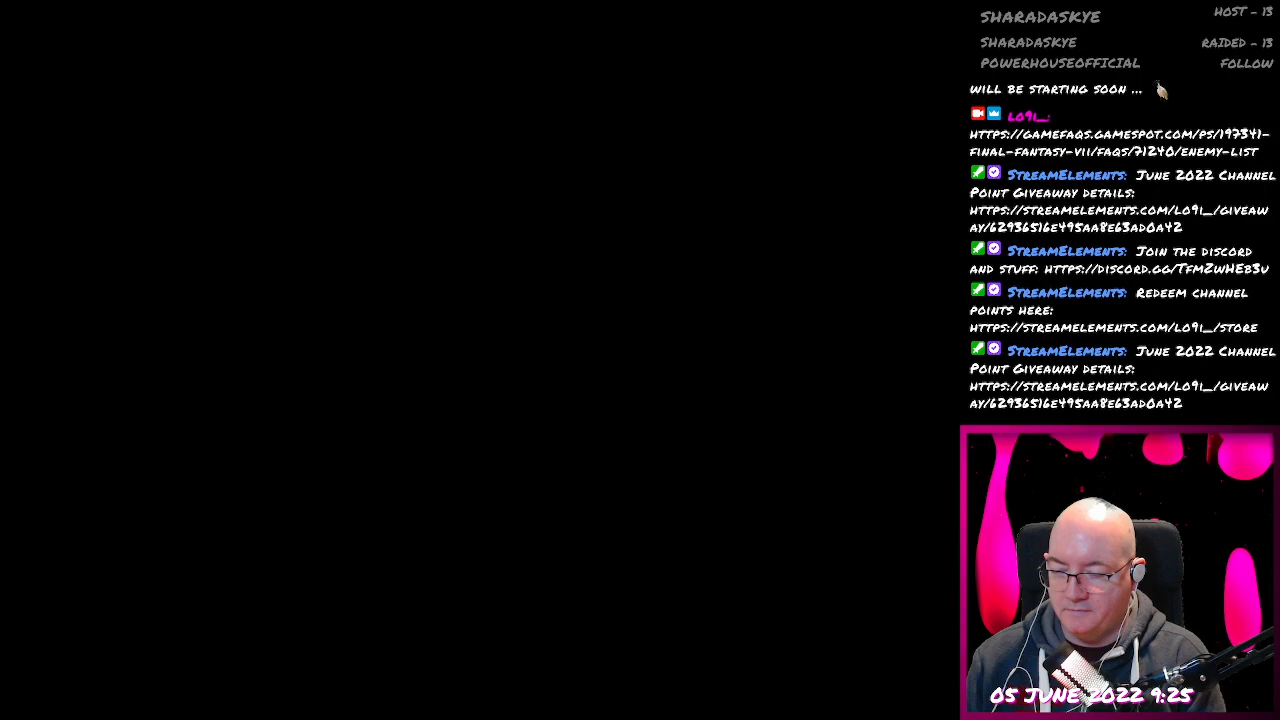 SHARADASKYE HOST - 13
SHARADASKYE RAIDED - 13
POWERHOUSEOFFICIAL FOLLOW
WILL BE STARTING SOON ...
LO9I_:
HTTPS://GAMEFAQS.GAMESPOT.COM/PS/197341-
FINAL-FANTASY-VII/FAQS/71240/ENEMY-LIST
STREAMELEMENTS: JUNE 2022 CHANNEL
POINT GIVEAWAY DETAILS:
HTTPS://STREAMELEMENTS.COM/LO9I_/GIVEAW
AY/62936516E495AA8E63AD0A42
STREAMELEMENTS: JOIN THE DISCORD
AND STUFF: HTTPS://DISCORD.GG/TFMZWHE83U
STREAMELEMENTS: REDEEM CHANNEL
POINTS HERE:
HTTPS://STREAMELEMENTS.COM/LO9I_/STORE
STREAMELEMENTS: JUNE 2022 CHANNEL
POINT GIVEAWAY DETAILS:
HTTPS://STREAMELEMENTS.COM/LO9I_/GIVEAW
AY/62936516E495AA8E63AD0A42
05 JUNE 2022 9:25